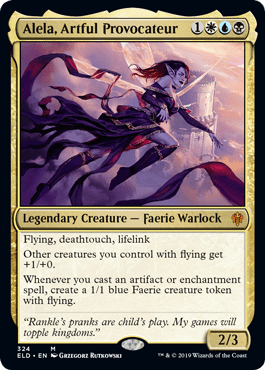 Alela, Artful Provocateur 1
Legendary Creature — Faerie Warlock
Flying, deathtouch, lifelink
Other creatures you control with flying get
+1/+0.
Whenever you cast an artifact or enchantment
spell, create a 1/1 blue Faerie creature token
with flying.
"Rankle's pranks are child's play. My games will
topple kingdoms."
2/3
324 M
ELD • EN GRZEGORZ RUTKOWSKI ™ & © 2019 Wizards of the Coast